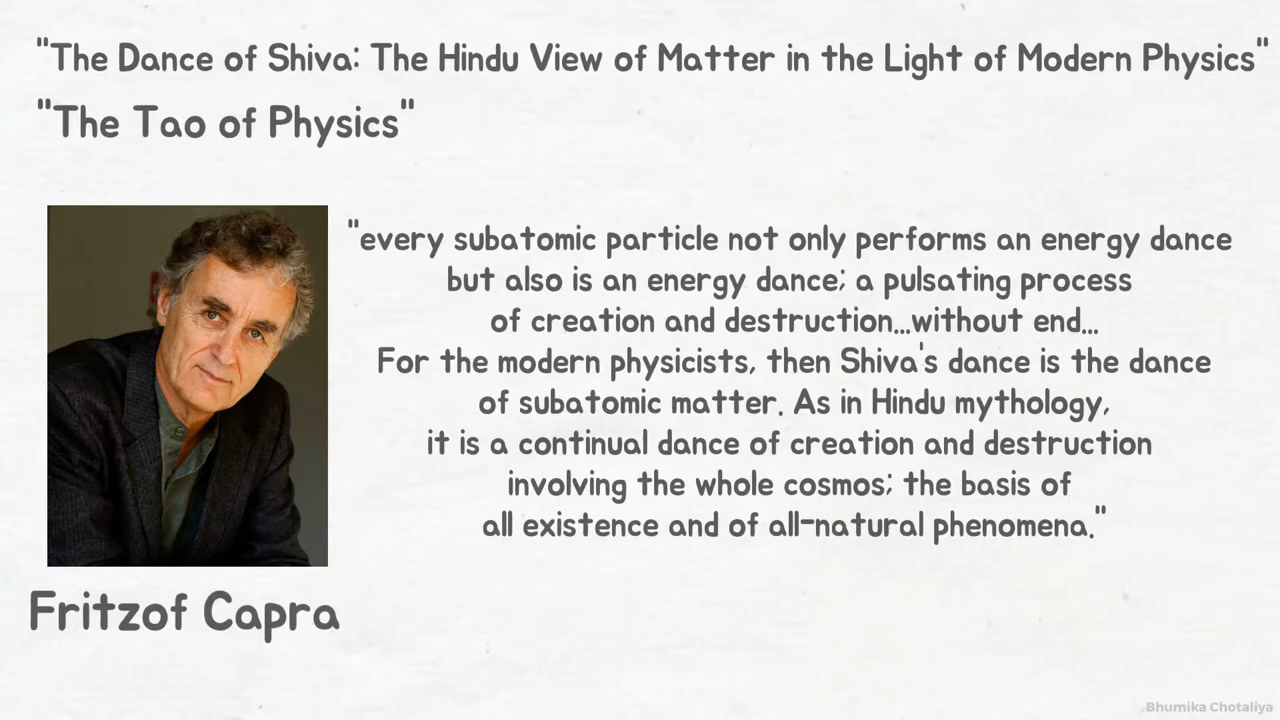 "The Dance of Shiva: The Hindu View of Matter in the Light of Modern Physics"
"The Tao of Physics"
"every subatomic particle not only performs an energy dance
but also is an energy dance; a pulsating process
of creation and destruction...without end...
For the modern physicists, then Shiva's dance is the dance
of subatomic matter. As in Hindu mythology,
it is a continual dance of creation and destruction
involving the whole cosmos; the basis of
all existence and of all-natural phenomena."
Fritzof Capra
Bhumika Chotaliya